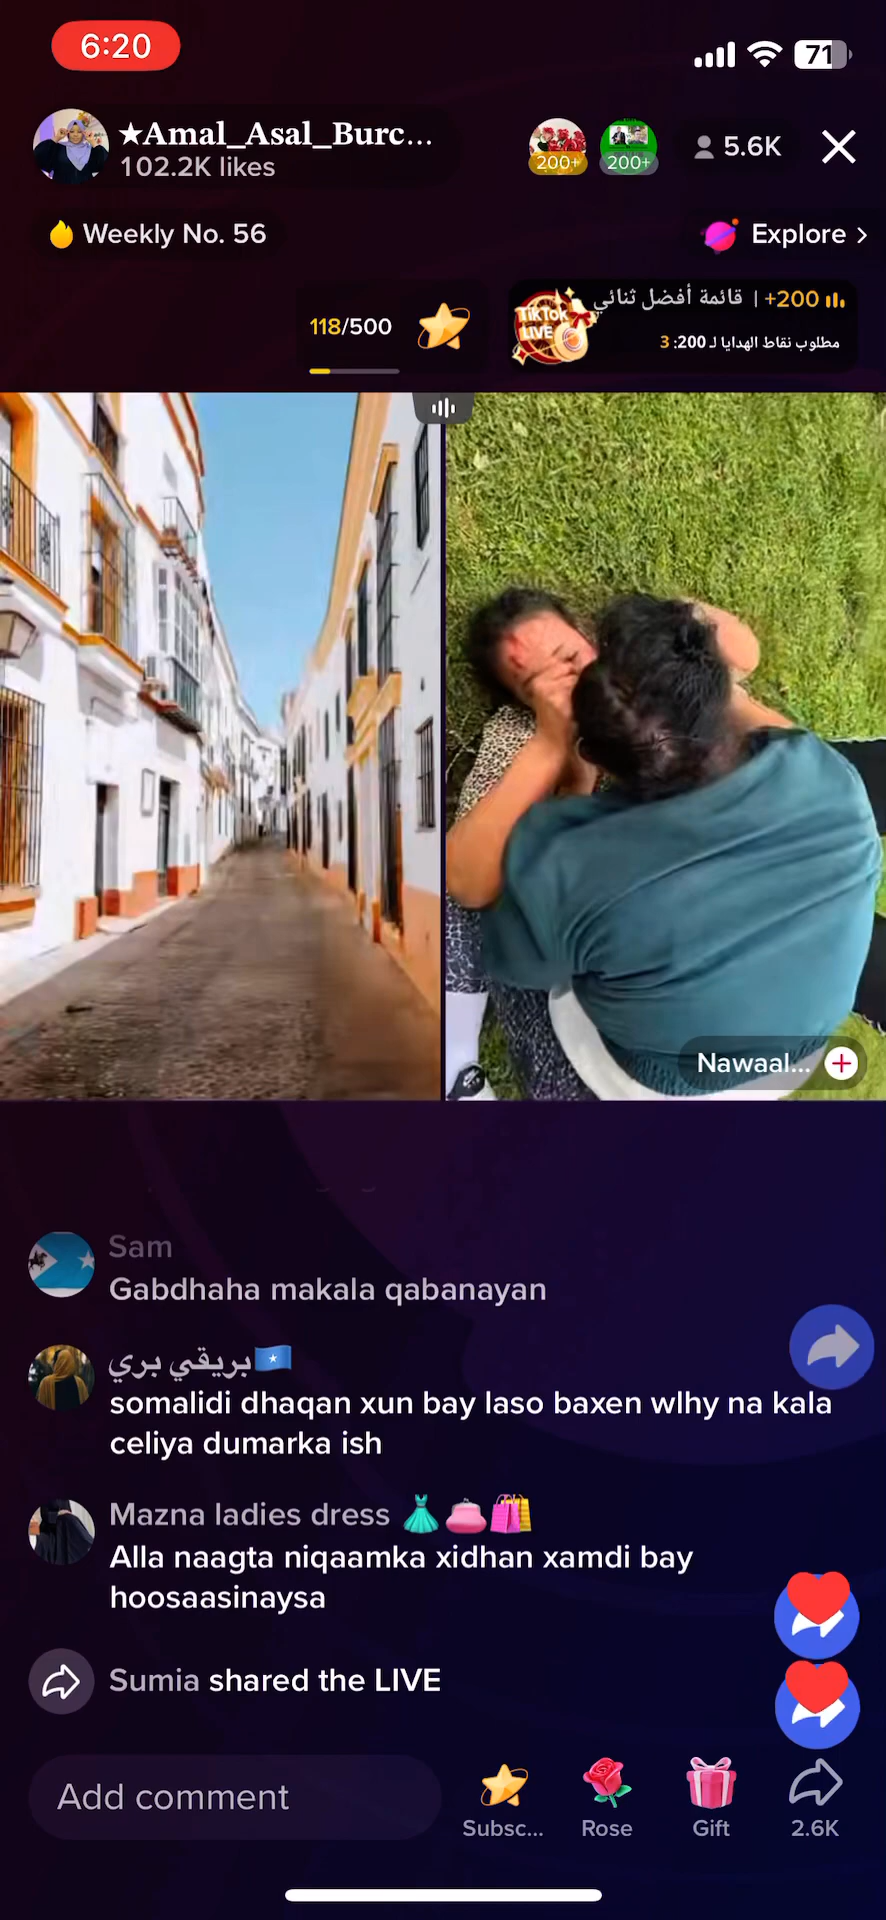 6:20
71
★Amal_Asal_Burc...
102.2K likes
200+
200+
5.6K
Weekly No. 56
Explore >
118/500
TikTok
LIVE
قائمة أفضل ثنائي | +200
مطلوب نقاط الهدايا لـ 200: 3
Nawaal...
Sam
Gabdhaha makala qabanayan
بريقي بري🇸🇴
somalidi dhaqan xun bay laso baxen wlhy na kala
celiya dumarka ish
Mazna ladies dress 👗👛🛍️
Alla naagta niqaamka xidhan xamdi bay
hoosaasinaysa
Sumia shared the LIVE
Add comment
Subsc...
Rose
Gift
2.6K